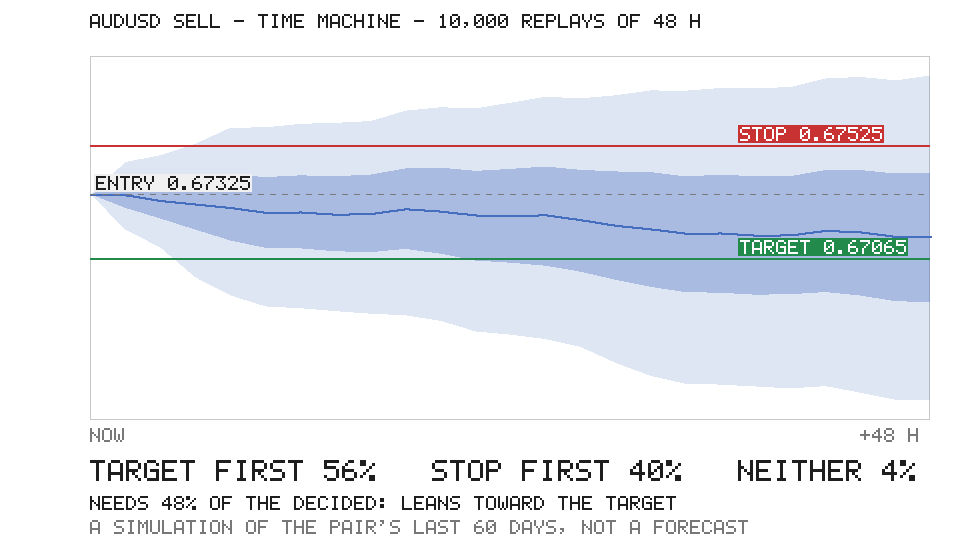 AUDUSD SELL - TIME MACHINE - 10,000 REPLAYS OF 48 H
STOP 0.67525
ENTRY 0.67325
TARGET 0.67065
NOW +48 H
TARGET FIRST 56% STOP FIRST 40% NEITHER 4%
NEEDS 48% OF THE DECIDED: LEANS TOWARD THE TARGET
A SIMULATION OF THE PAIR'S LAST 60 DAYS, NOT A FORECAST